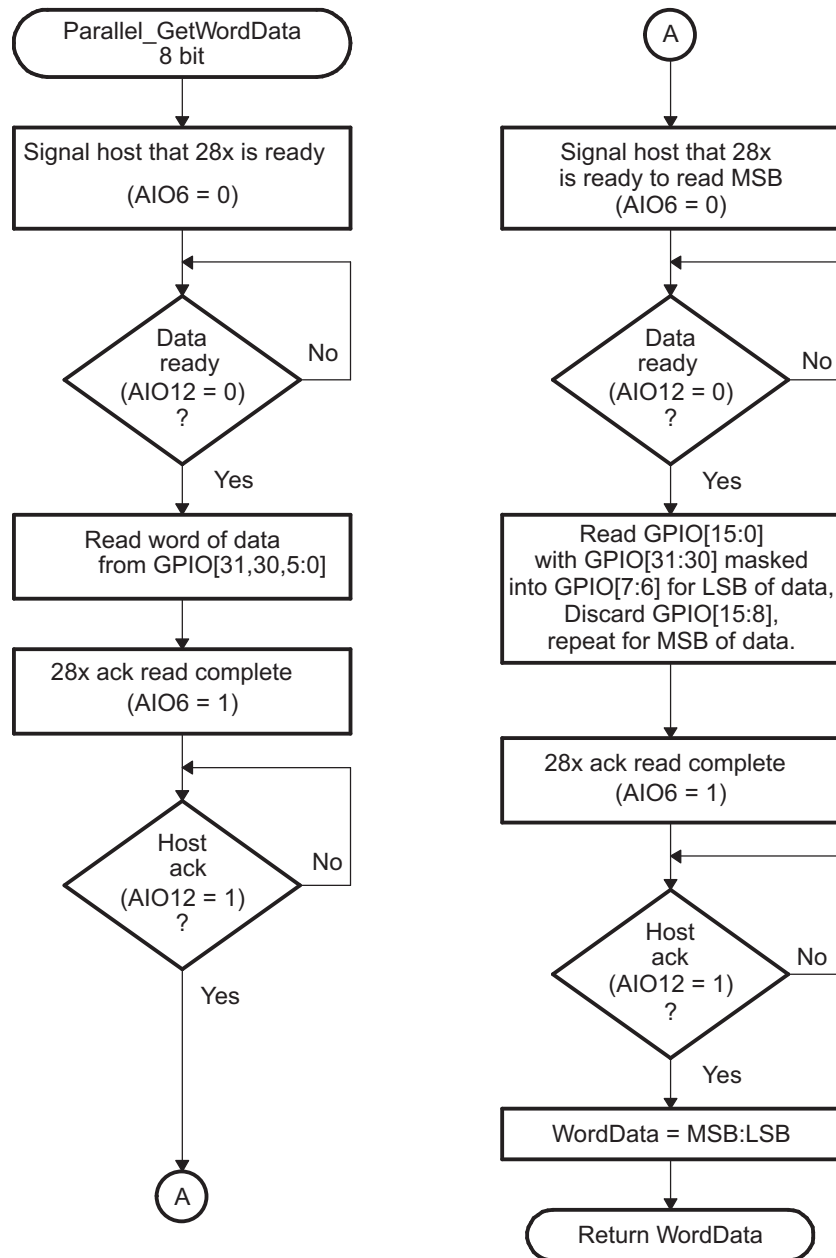 Parallel_GetWordData
8 bit
Signal host that 28x is ready
(AIO6 = 0)
Data
ready
(AIO12 = 0)
?
No
Yes
Read word of data
from GPIO[31,30,5:0]
28x ack read complete
(AIO6 = 1)
Host
ack
(AIO12 = 1)
?
No
Yes
A
A
Signal host that 28x
is ready to read MSB
(AIO6 = 0)
Data
ready
(AIO12 = 0)
?
No
Yes
Read GPIO[15:0]
with GPIO[31:30] masked
into GPIO[7:6] for LSB of data,
Discard GPIO[15:8],
repeat for MSB of data.
28x ack read complete
(AIO6 = 1)
Host
ack
(AIO12 = 1)
?
No
Yes
WordData = MSB:LSB
Return WordData